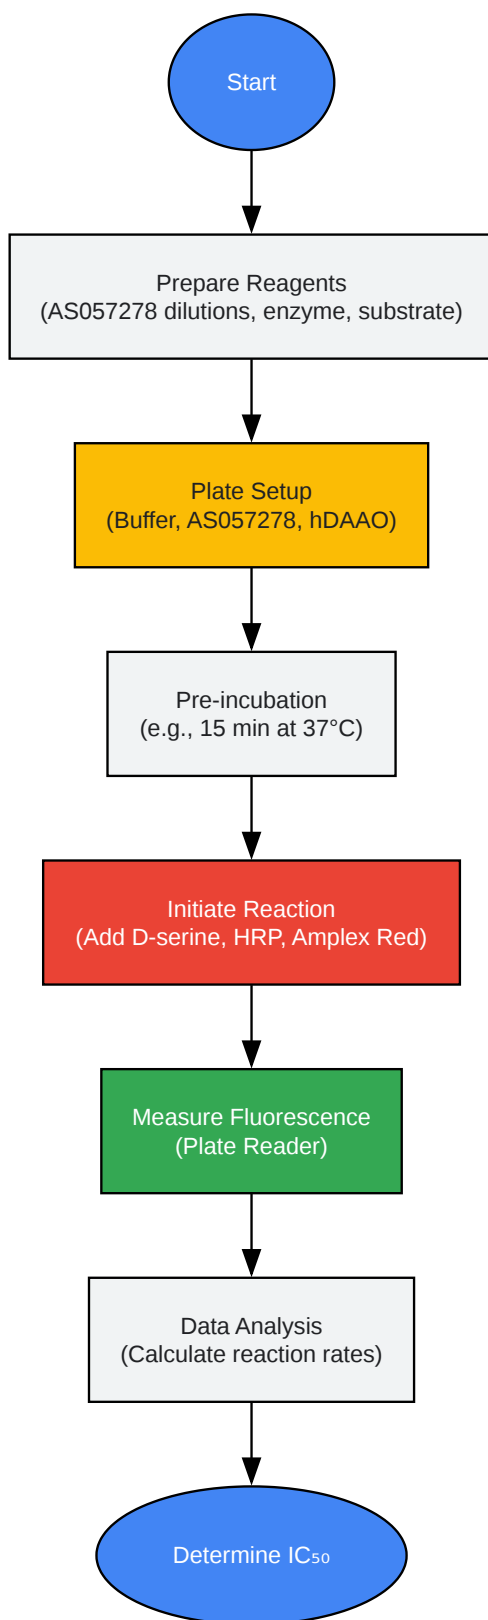 Start
Prepare Reagents
(AS057278 dilutions, enzyme, substrate)
Plate Setup
(Buffer, AS057278, hDAAO)
Pre-incubation
(e.g., 15 min at 37°C)
Initiate Reaction
(Add D-serine, HRP, Amplex Red)
Measure Fluorescence
(Plate Reader)
Data Analysis
(Calculate reaction rates)
Determine IC₅₀